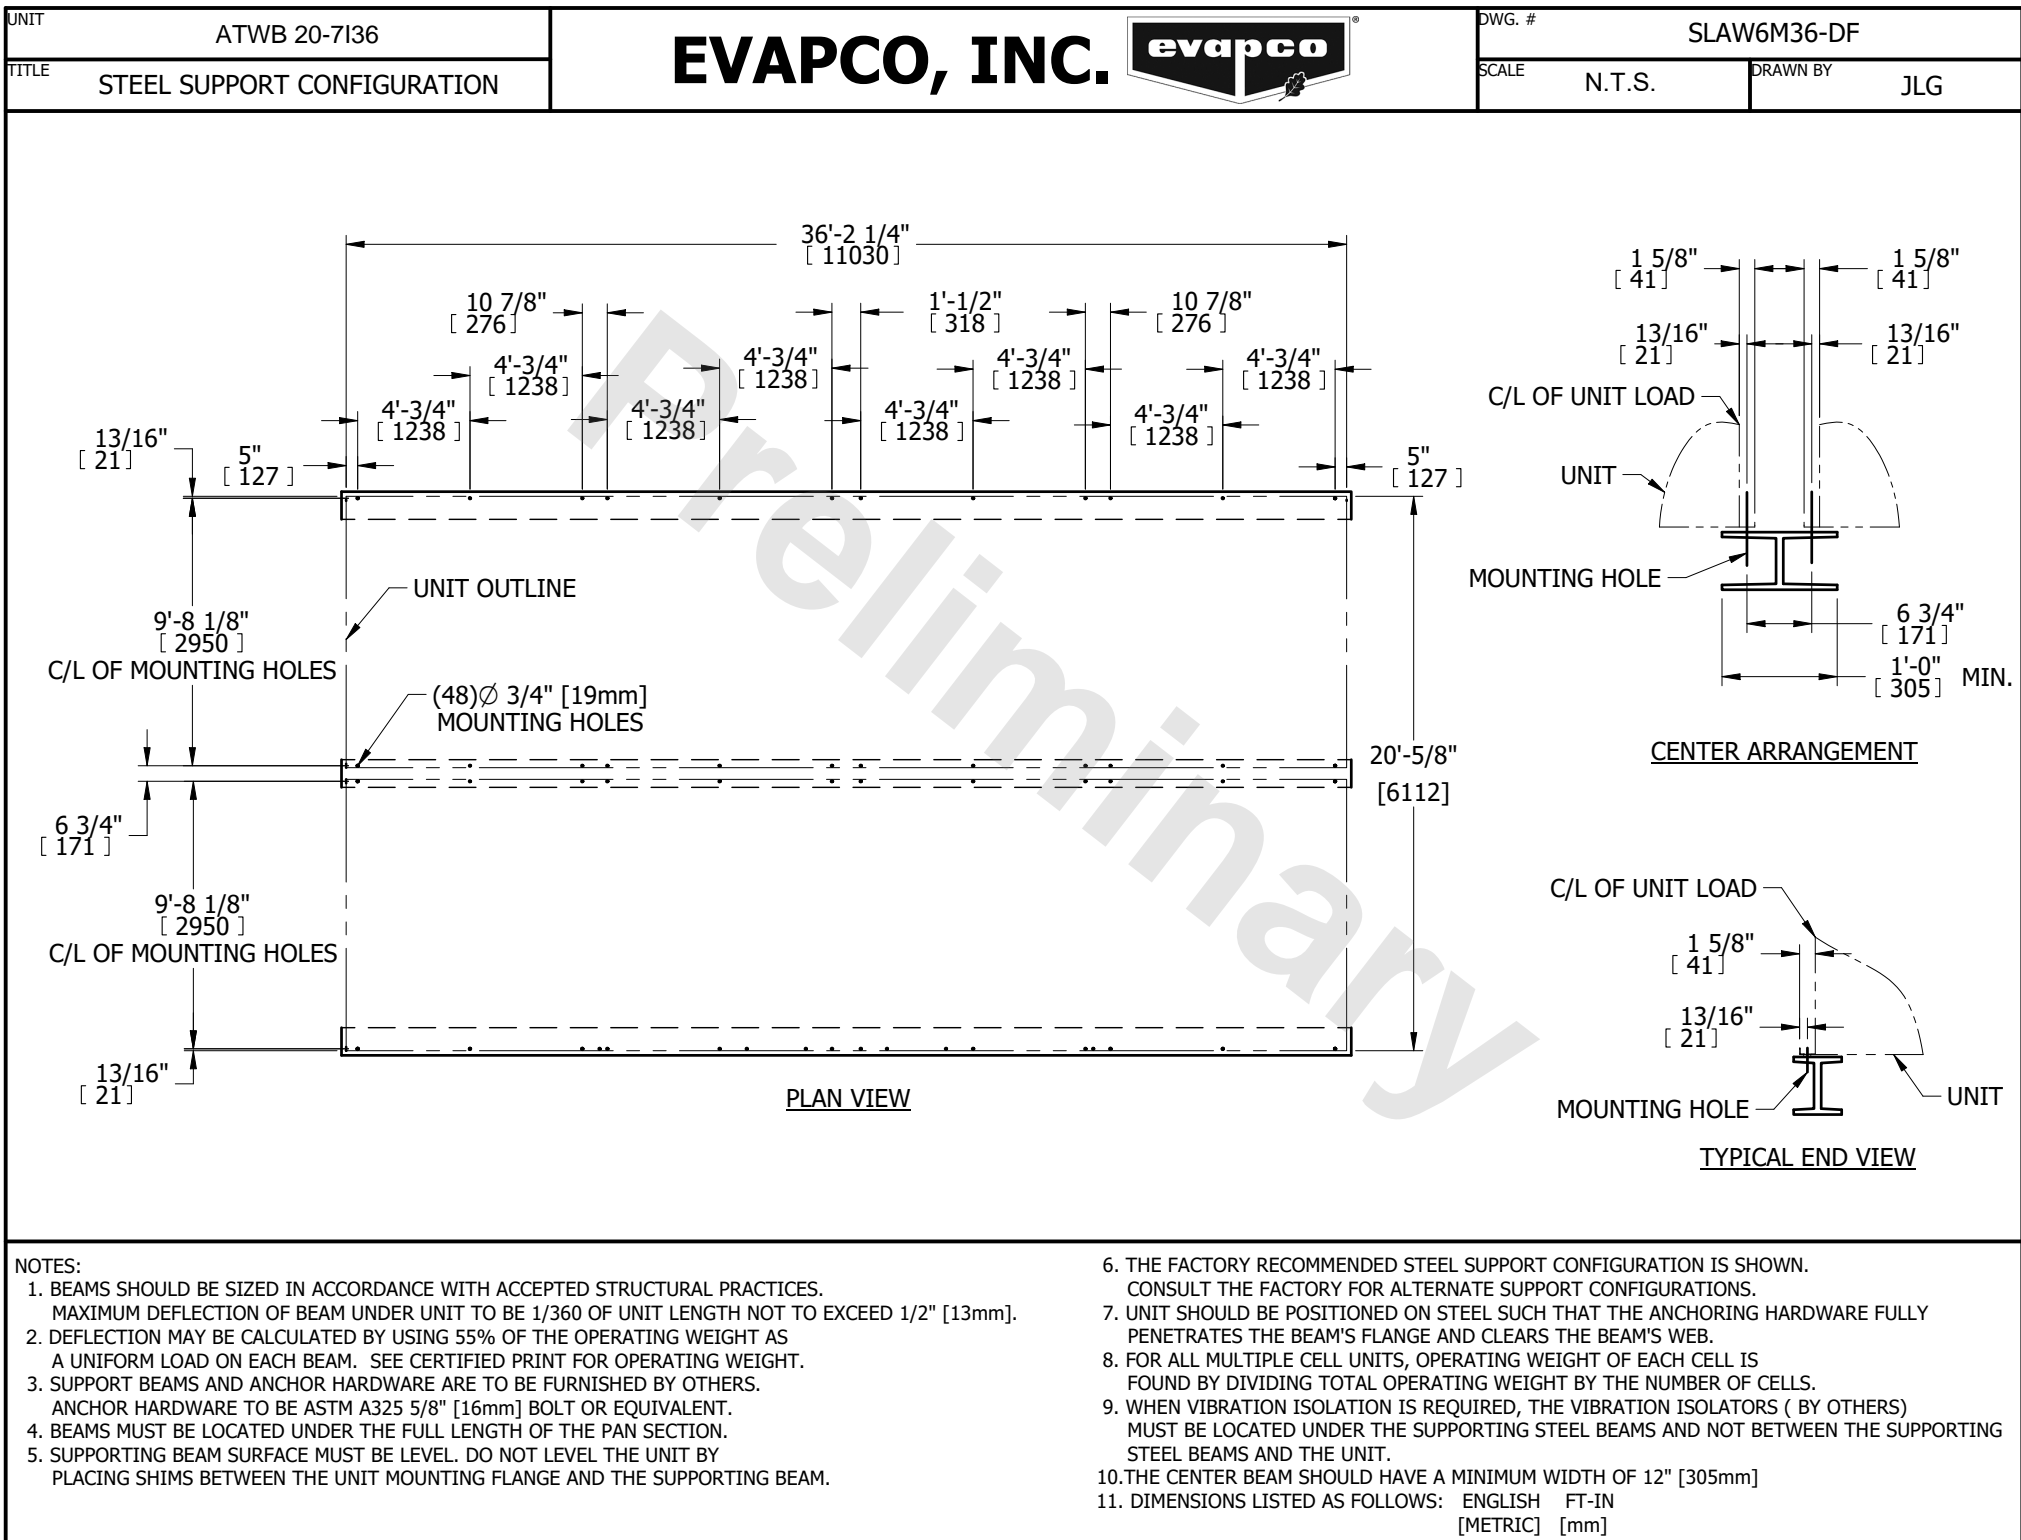 UNIT
ATWB 20-7I36
TITLE
STEEL SUPPORT CONFIGURATION
EVAPCO, INC.
evapco
®
DWG. #
SLAW6M36-DF
SCALE
N.T.S.
DRAWN BY
JLG
36'-2 1/4"
[ 11030 ]
10 7/8"
[ 276 ]
1'-1/2"
[ 318 ]
10 7/8"
[ 276 ]
4'-3/4"
[ 1238 ]
4'-3/4"
[ 1238 ]
4'-3/4"
[ 1238 ]
4'-3/4"
[ 1238 ]
4'-3/4"
[ 1238 ]
4'-3/4"
[ 1238 ]
4'-3/4"
[ 1238 ]
4'-3/4"
[ 1238 ]
13/16"
[ 21 ]
5"
[ 127 ]
5"
[ 127 ]
UNIT OUTLINE
9'-8 1/8"
[ 2950 ]
C/L OF MOUNTING HOLES
(48)Ø 3/4" [19mm]
MOUNTING HOLES
20'-5/8"
[6112]
6 3/4"
[ 171 ]
9'-8 1/8"
[ 2950 ]
C/L OF MOUNTING HOLES
13/16"
[ 21 ]
PLAN VIEW
Preliminary
1 5/8"
[ 41 ]
1 5/8"
[ 41 ]
13/16"
[ 21 ]
13/16"
[ 21 ]
C/L OF UNIT LOAD
UNIT
MOUNTING HOLE
6 3/4"
[ 171 ]
1'-0"
[ 305 ] MIN.
CENTER ARRANGEMENT
C/L OF UNIT LOAD
1 5/8"
[ 41 ]
13/16"
[ 21 ]
MOUNTING HOLE
UNIT
TYPICAL END VIEW
NOTES:
1. BEAMS SHOULD BE SIZED IN ACCORDANCE WITH ACCEPTED STRUCTURAL PRACTICES.
MAXIMUM DEFLECTION OF BEAM UNDER UNIT TO BE 1/360 OF UNIT LENGTH NOT TO EXCEED 1/2" [13mm].
2. DEFLECTION MAY BE CALCULATED BY USING 55% OF THE OPERATING WEIGHT AS
A UNIFORM LOAD ON EACH BEAM. SEE CERTIFIED PRINT FOR OPERATING WEIGHT.
3. SUPPORT BEAMS AND ANCHOR HARDWARE ARE TO BE FURNISHED BY OTHERS.
ANCHOR HARDWARE TO BE ASTM A325 5/8" [16mm] BOLT OR EQUIVALENT.
4. BEAMS MUST BE LOCATED UNDER THE FULL LENGTH OF THE PAN SECTION.
5. SUPPORTING BEAM SURFACE MUST BE LEVEL. DO NOT LEVEL THE UNIT BY
PLACING SHIMS BETWEEN THE UNIT MOUNTING FLANGE AND THE SUPPORTING BEAM.
6. THE FACTORY RECOMMENDED STEEL SUPPORT CONFIGURATION IS SHOWN.
CONSULT THE FACTORY FOR ALTERNATE SUPPORT CONFIGURATIONS.
7. UNIT SHOULD BE POSITIONED ON STEEL SUCH THAT THE ANCHORING HARDWARE FULLY
PENETRATES THE BEAM'S FLANGE AND CLEARS THE BEAM'S WEB.
8. FOR ALL MULTIPLE CELL UNITS, OPERATING WEIGHT OF EACH CELL IS
FOUND BY DIVIDING TOTAL OPERATING WEIGHT BY THE NUMBER OF CELLS.
9. WHEN VIBRATION ISOLATION IS REQUIRED, THE VIBRATION ISOLATORS ( BY OTHERS)
MUST BE LOCATED UNDER THE SUPPORTING STEEL BEAMS AND NOT BETWEEN THE SUPPORTING
STEEL BEAMS AND THE UNIT.
10.THE CENTER BEAM SHOULD HAVE A MINIMUM WIDTH OF 12" [305mm]
11. DIMENSIONS LISTED AS FOLLOWS: ENGLISH FT-IN
[METRIC] [mm]